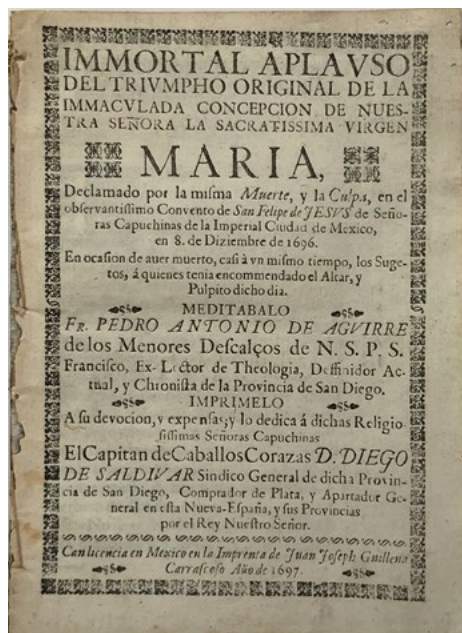 IMMORTAL APLAVSO
DEL TRIVMPHO ORIGINAL DE LA
IMMACVLADA CONCEPCION DE NUES-
TRA SEÑORA LA SACRATISSIMA VIRGEN
MARIA,
Declamado por la misma Muerte, y la Culpa, en el
observantissimo Convento de San Felipe de JESVS de Seño-
ras Capuchinas de la Imperial Ciudad de Mexico,
en 8. de Diziembre de 1696.
En ocasion de auer muerto, casi à vn mismo tiempo, los Suge-
tos, á quienes tenia encommendado el Altar, y
Pulpito dicho dia.
MEDITABALO
FR. PEDRO ANTONIO DE AGVIRRE
de los Menores Descalços de N. S. P. S.
Francisco, Ex-Lector de Theologia, Deffinidor Ac-
tual, y Chronista de la Provincia de San Diego.
IMPRIMELO
A su devocion, y expensas, y lo dedica á dichas Religio
sissimas Señoras Capuchinas
El Capitan de Caballos Corazas D. DIEGO
DE SALDIVAR Sindico General de dicha Provin-
cia de San Diego, Comprador de Plata, y Apartador Ge-
neral en esta Nueva-España, y sus Provincias
por el Rey Nuestro Señor.
Con licencia en Mexico en la Imprenta de Juan Joseph Guillena
Carrascoso Año de 1697.